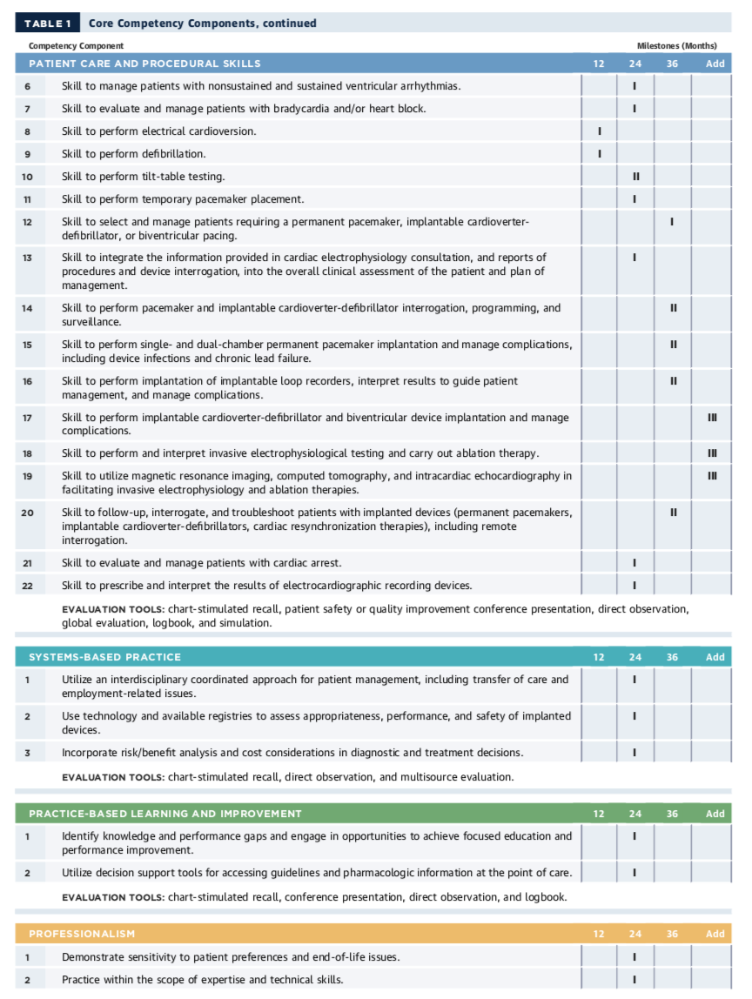 TABLE 1 Core Competency Components, continued
Competency Component Milestones (Months)
PATIENT CARE AND PROCEDURAL SKILLS 12 24 36 Add
6 Skill to manage patients with nonsustained and sustained ventricular arrhythmias. I
7 Skill to evaluate and manage patients with bradycardia and/or heart block. I
8 Skill to perform electrical cardioversion. I
9 Skill to perform defibrillation. I
10 Skill to perform tilt-table testing. II
11 Skill to perform temporary pacemaker placement. I
12 Skill to select and manage patients requiring a permanent pacemaker, implantable cardioverter- I
defibrillator, or biventricular pacing.
13 Skill to integrate the information provided in cardiac electrophysiology consultation, and reports of I
procedures and device interrogation, into the overall clinical assessment of the patient and plan of
management.
14 Skill to perform pacemaker and implantable cardioverter-defibrillator interrogation, programming, and II
surveillance.
15 Skill to perform single- and dual-chamber permanent pacemaker implantation and manage complications, II
including device infections and chronic lead failure.
16 Skill to perform implantation of implantable loop recorders, interpret results to guide patient II
management, and manage complications.
17 Skill to perform implantable cardioverter-defibrillator and biventricular device implantation and manage III
complications.
18 Skill to perform and interpret invasive electrophysiological testing and carry out ablation therapy. III
19 Skill to utilize magnetic resonance imaging, computed tomography, and intracardiac echocardiography in III
facilitating invasive electrophysiology and ablation therapies.
20 Skill to follow-up, interrogate, and troubleshoot patients with implanted devices (permanent pacemakers, II
implantable cardioverter-defibrillators, cardiac resynchronization therapies), including remote
interrogation.
21 Skill to evaluate and manage patients with cardiac arrest. I
22 Skill to prescribe and interpret the results of electrocardiographic recording devices. I
EVALUATION TOOLS: chart-stimulated recall, patient safety or quality improvement conference presentation, direct observation,
global evaluation, logbook, and simulation.
SYSTEMS-BASED PRACTICE 12 24 36 Add
1 Utilize an interdisciplinary coordinated approach for patient management, including transfer of care and I
employment-related issues.
2 Use technology and available registries to assess appropriateness, performance, and safety of implanted I
devices.
3 Incorporate risk/benefit analysis and cost considerations in diagnostic and treatment decisions. I
EVALUATION TOOLS: chart-stimulated recall, direct observation, and multisource evaluation.
PRACTICE-BASED LEARNING AND IMPROVEMENT 12 24 36 Add
1 Identify knowledge and performance gaps and engage in opportunities to achieve focused education and I
performance improvement.
2 Utilize decision support tools for accessing guidelines and pharmacologic information at the point of care. I
EVALUATION TOOLS: chart-stimulated recall, conference presentation, direct observation, and logbook.
PROFESSIONALISM 12 24 36 Add
1 Demonstrate sensitivity to patient preferences and end-of-life issues. I
2 Practice within the scope of expertise and technical skills. I